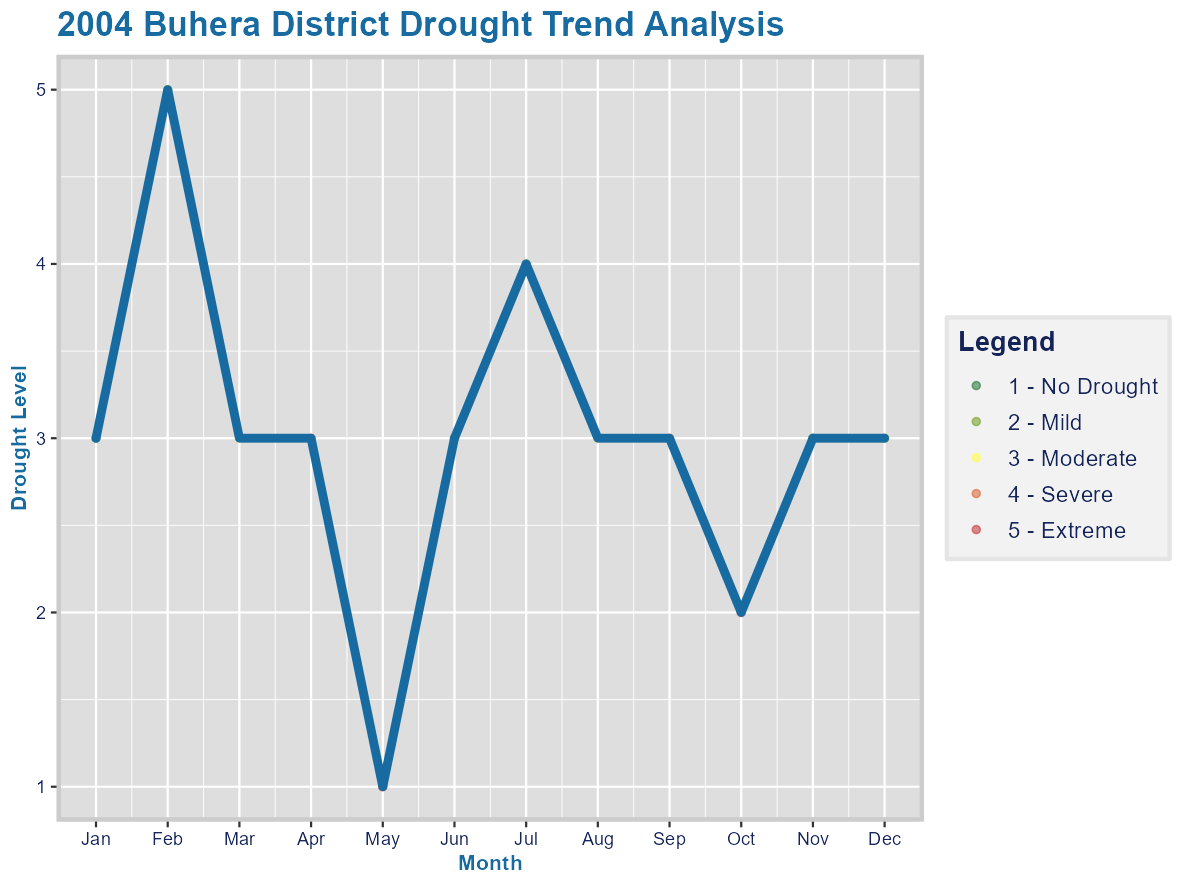 2004 Buhera District Drought Trend Analysis
Drought Level
5
4
3
2
1
Jan Feb Mar Apr May Jun Jul Aug Sep Oct Nov Dec
Month
Legend
1 - No Drought
2 - Mild
3 - Moderate
4 - Severe
5 - Extreme